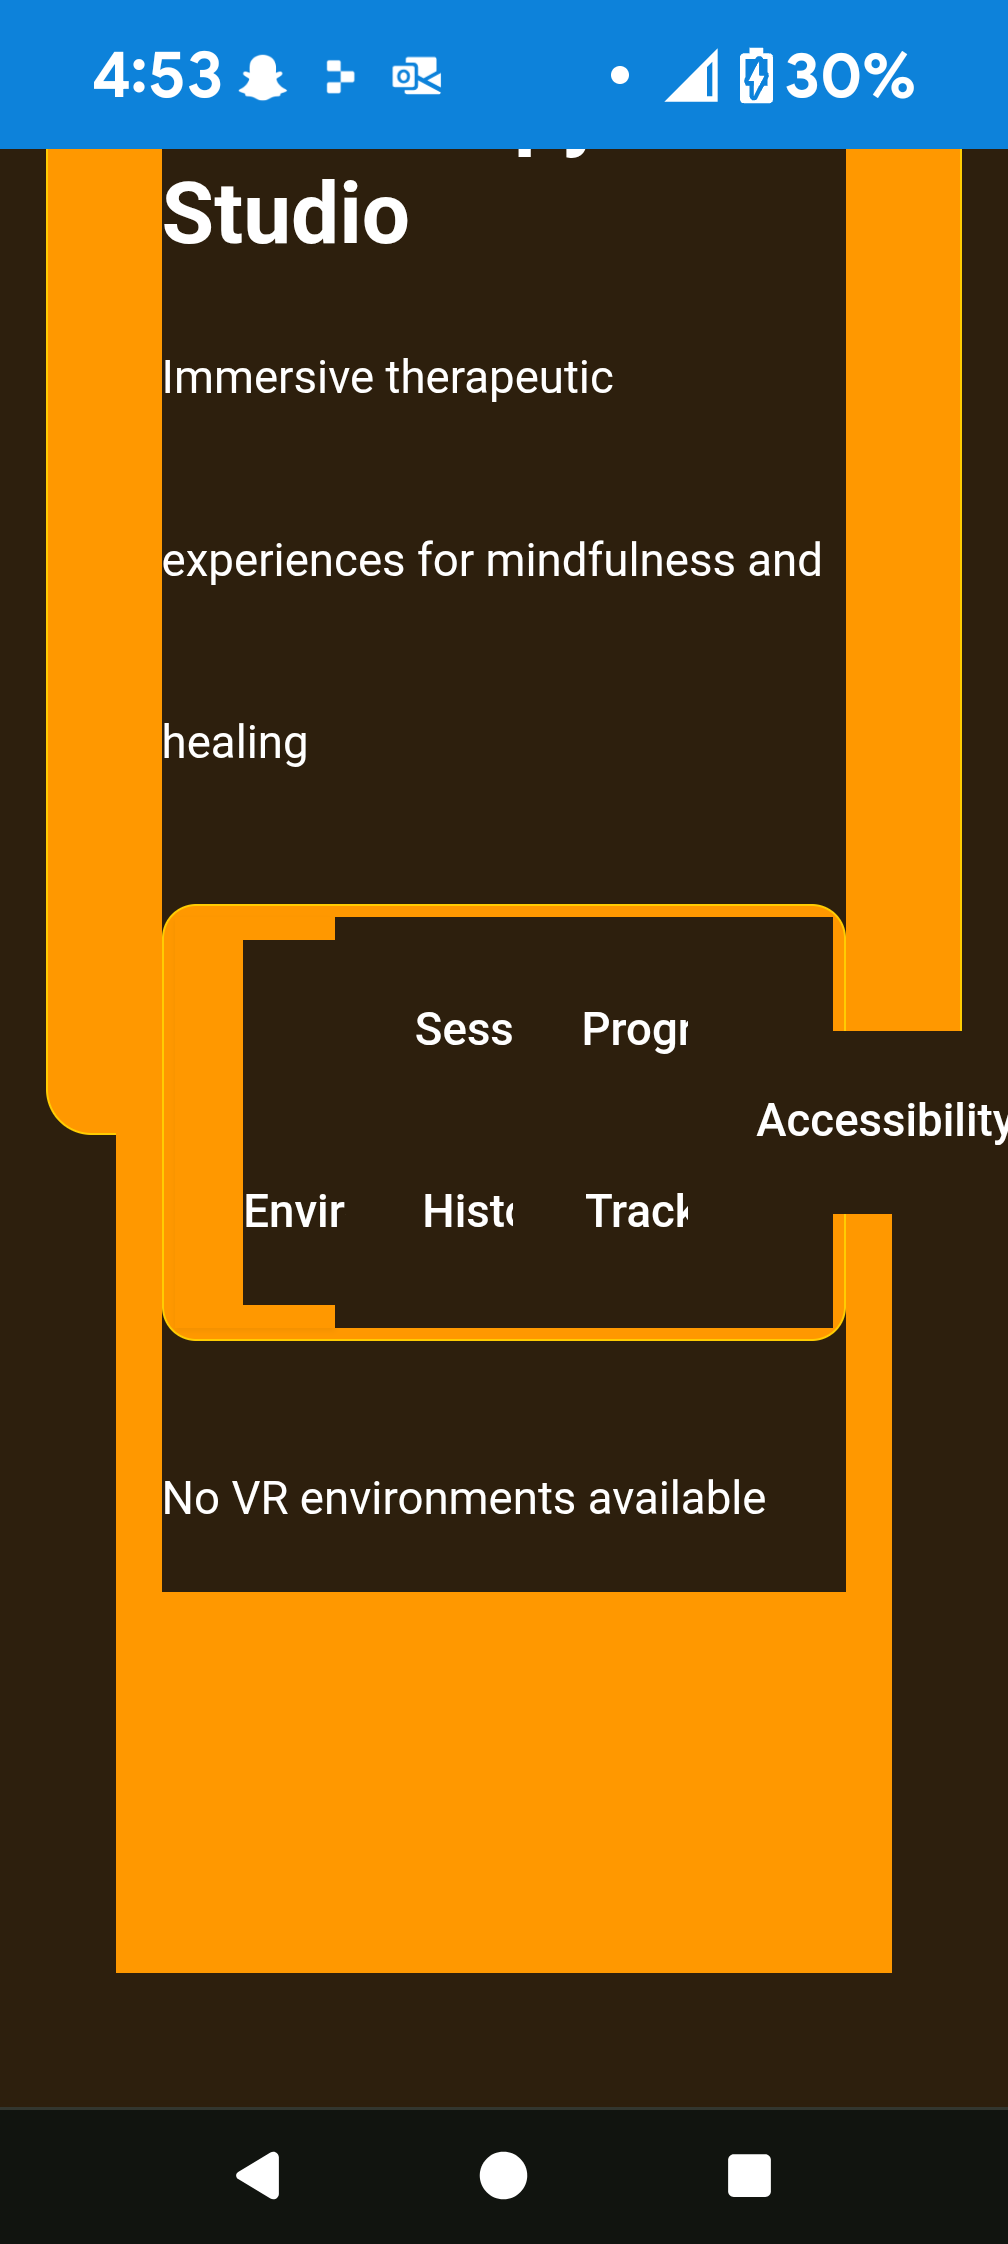 4:53 30%
Studio
Immersive therapeutic
experiences for mindfulness and
healing
Sess Progr
Accessibility
Envir Histo Track
No VR environments available